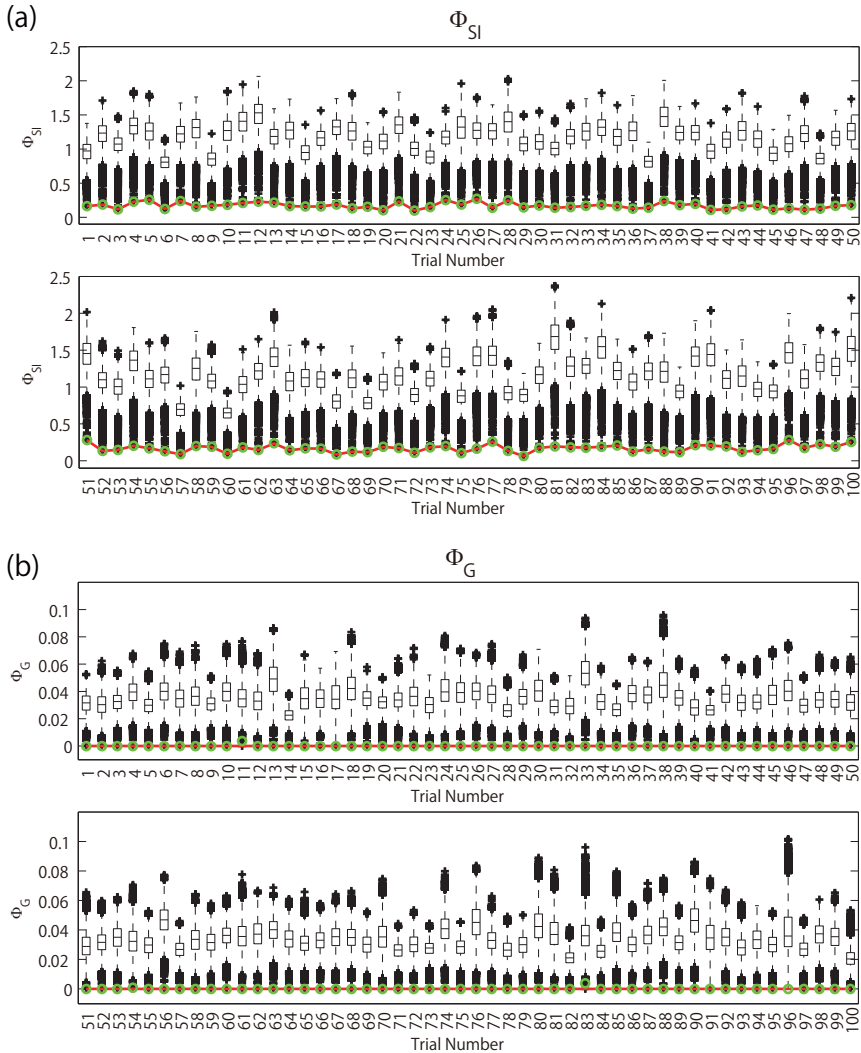 (a)
Φ_SI
Φ_SI
2.5
2
1.5
1
0.5
0
1 2 3 4 5 6 7 8 9 10 11 12 13 14 15 16 17 18 19 20 21 22 23 24 25 26 27 28 29 30 31 32 33 34 35 36 37 38 39 40 41 42 43 44 45 46 47 48 49 50
Trial Number
Φ_SI
2.5
2
1.5
1
0.5
0
51 52 53 54 55 56 57 58 59 60 61 62 63 64 65 66 67 68 69 70 71 72 73 74 75 76 77 78 79 80 81 82 83 84 85 86 87 88 89 90 91 92 93 94 95 96 97 98 99 100
Trial Number
(b)
Φ_G
Φ_G
0.1
0.08
0.06
0.04
0.02
0
1 2 3 4 5 6 7 8 9 10 11 12 13 14 15 16 17 18 19 20 21 22 23 24 25 26 27 28 29 30 31 32 33 34 35 36 37 38 39 40 41 42 43 44 45 46 47 48 49 50
Trial Number
Φ_G
0.1
0.08
0.06
0.04
0.02
0
51 52 53 54 55 56 57 58 59 60 61 62 63 64 65 66 67 68 69 70 71 72 73 74 75 76 77 78 79 80 81 82 83 84 85 86 87 88 89 90 91 92 93 94 95 96 97 98 99 100
Trial Number